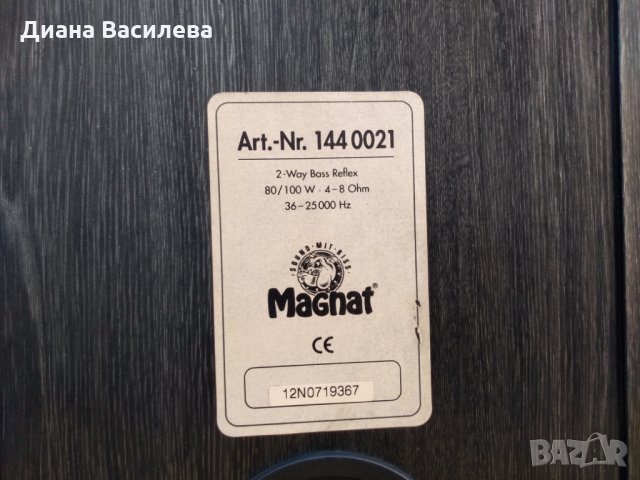 Диана Василева
Art.-Nr. 144 0021
2-Way Bass Reflex
80/100 W · 4-8 Ohm
36-25000 Hz
·SOUND·MIT·BISS·
Magnat®
CE
12N0719367
BAZAR